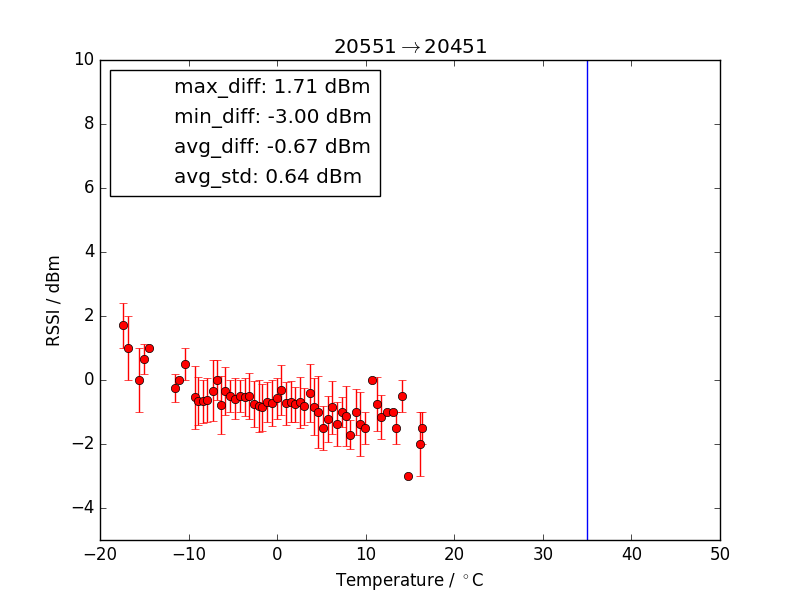 20551→20451
max_diff: 1.71 dBm
min_diff: -3.00 dBm
avg_diff: -0.67 dBm
avg_std: 0.64 dBm
RSSI / dBm
10
8
6
4
2
0
−2
−4
−20 −10 0 10 20 30 40 50
Temperature / °C